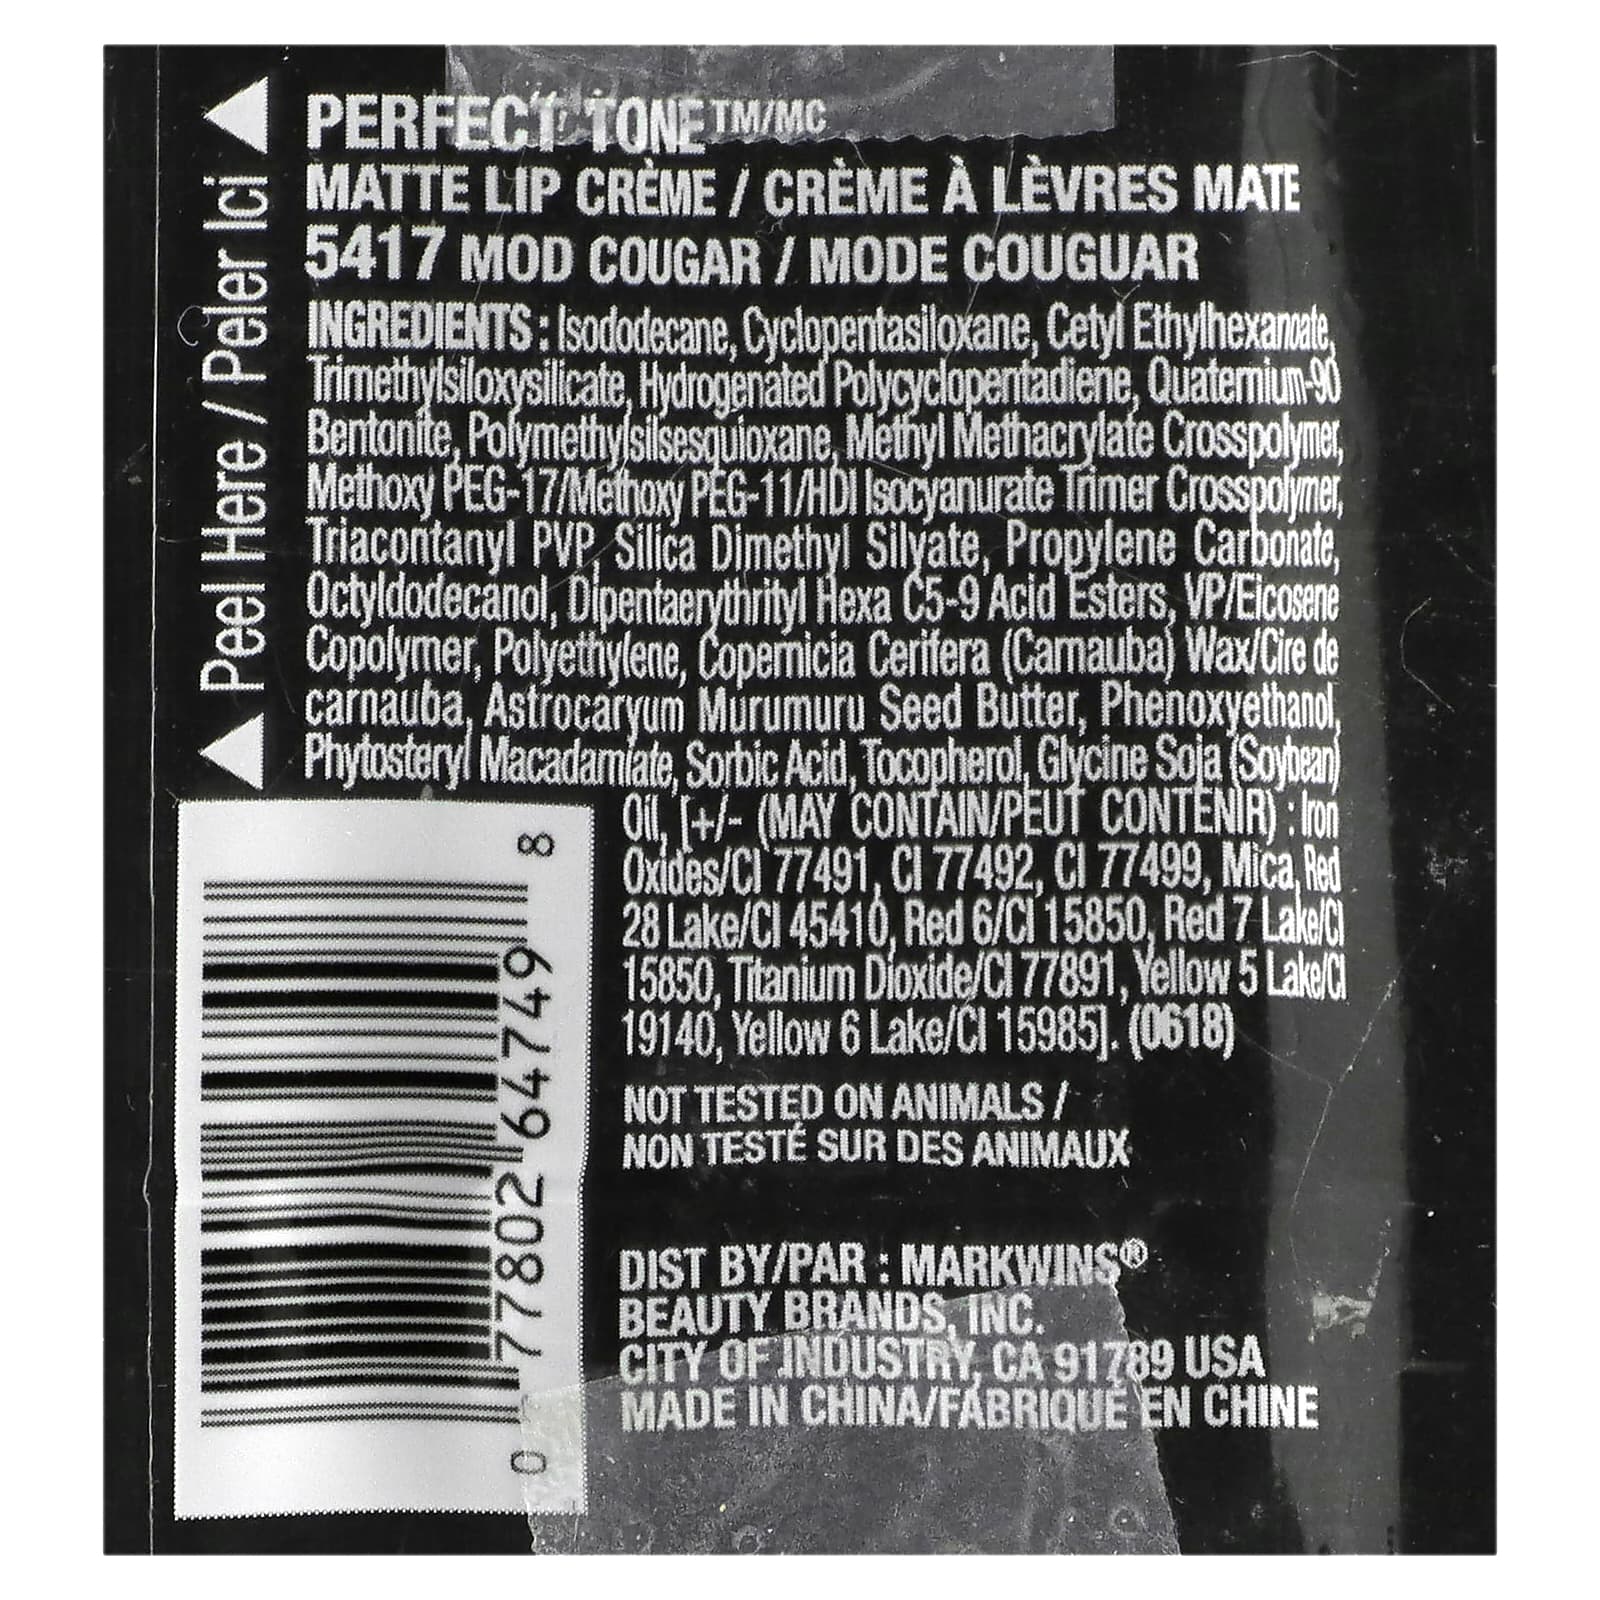 PERFECT TONE TM/MC
MATTE LIP CRÈME / CRÈME À LÈVRES MATE
5417 MOD COUGAR / MODE COUGUAR
INGREDIENTS : Isododecane, Cyclopentasiloxane, Cetyl Ethylhexanoate,
Trimethylsiloxysilicate, Hydrogenated Polycyclopentadiene, Quaternium-90
Bentonite, Polymethylsilsesquioxane, Methyl Methacrylate Crosspolymer,
Methoxy PEG-17/Methoxy PEG-11/HDI Isocyanurate Trimer Crosspolymer,
Triacontanyl PVP, Silica Dimethyl Silyate, Propylene Carbonate,
Octyldodecanol, Dipentaerythrityl Hexa C5-9 Acid Esters, VP/Eicosene
Copolymer, Polyethylene, Copernicia Cerifera (Carnauba) Wax/Cire de
carnauba, Astrocaryum Murumuru Seed Butter, Phenoxyethanol,
Phytosteryl Macadamiate, Sorbic Acid, Tocopherol, Glycine Soja (Soybean)
Oil, [+/- (MAY CONTAIN/PEUT CONTENIR) : Iron
Oxides/CI 77491, CI 77492, CI 77499, Mica, Red
28 Lake/CI 45410, Red 6/CI 15850, Red 7 Lake/CI
15850, Titanium Dioxide/CI 77891, Yellow 5 Lake/CI
19140, Yellow 6 Lake/CI 15985]. (0618)
NOT TESTED ON ANIMALS /
NON TESTÉ SUR DES ANIMAUX
DIST BY/PAR : MARKWINS®
BEAUTY BRANDS, INC.
CITY OF INDUSTRY, CA 91789 USA
MADE IN CHINA/FABRIQUÉ EN CHINE
Peel Here / Peler Ici
0 77802 64749 8